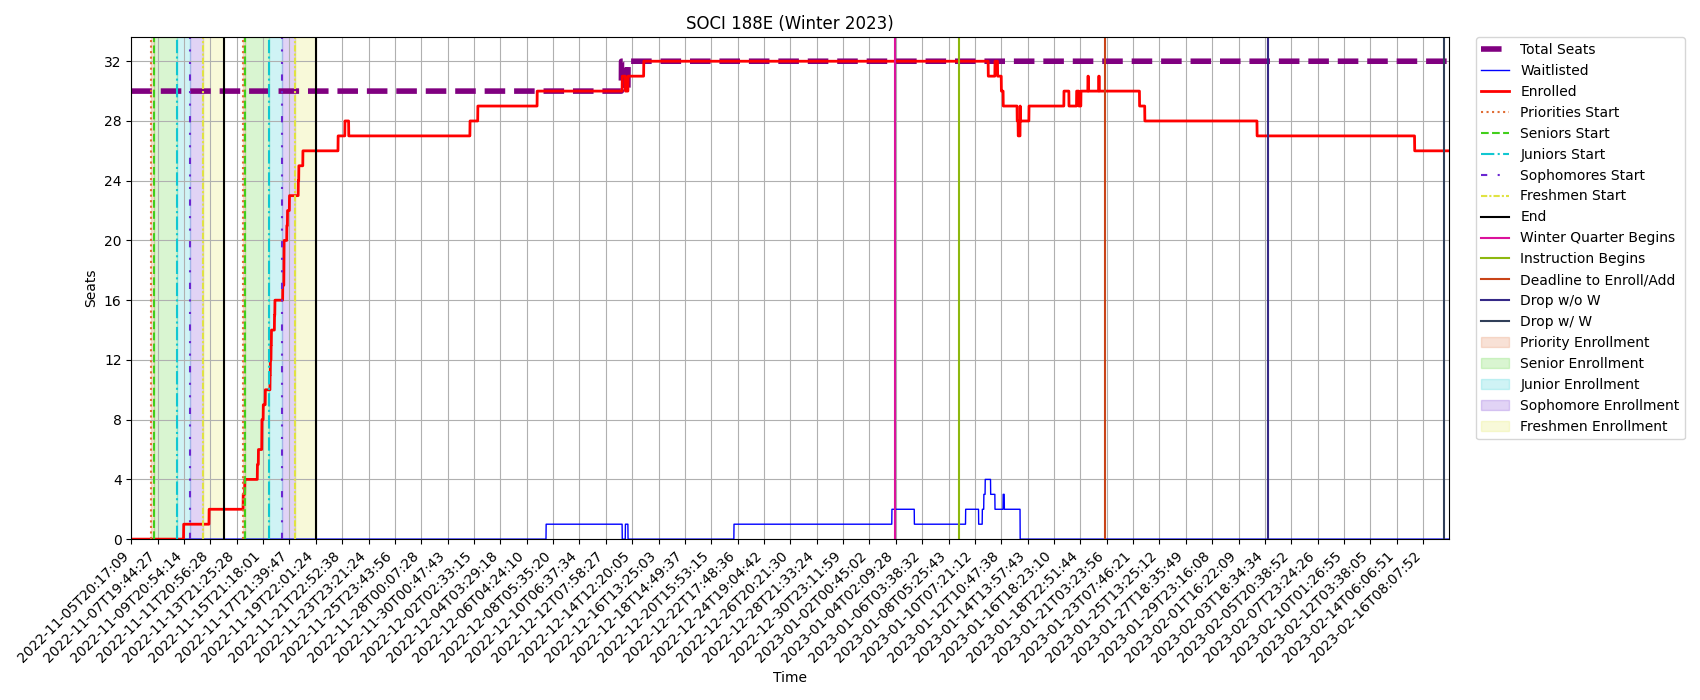 SOCI 188E (Winter 2023)
Seats
32
28
24
20
16
12
8
4
0
2022-11-05T20:17:09
2022-11-07T19:44:27
2022-11-09T20:54:14
2022-11-11T20:56:28
2022-11-13T21:25:28
2022-11-15T21:18:01
2022-11-17T21:39:47
2022-11-19T22:01:24
2022-11-21T22:52:38
2022-11-23T23:21:24
2022-11-25T23:43:56
2022-11-28T00:07:28
2022-11-30T00:47:43
2022-12-02T02:33:15
2022-12-04T03:29:18
2022-12-06T04:24:10
2022-12-08T05:35:20
2022-12-10T06:37:34
2022-12-12T07:58:27
2022-12-14T12:20:05
2022-12-16T13:25:03
2022-12-18T14:49:37
2022-12-20T15:53:15
2022-12-22T17:48:36
2022-12-24T19:04:42
2022-12-26T20:21:30
2022-12-28T21:33:24
2022-12-30T23:11:59
2023-01-02T00:45:02
2023-01-04T02:09:28
2023-01-06T03:38:32
2023-01-08T05:25:43
2023-01-10T07:21:12
2023-01-12T10:47:38
2023-01-14T13:57:43
2023-01-16T18:23:10
2023-01-18T22:51:44
2023-01-21T03:23:56
2023-01-23T07:46:21
2023-01-25T13:25:12
2023-01-27T18:35:49
2023-01-29T23:16:09
2023-02-01T16:22:09
2023-02-03T18:34:34
2023-02-05T20:38:52
2023-02-07T23:24:26
2023-02-10T01:26:55
2023-02-12T03:38:05
2023-02-14T06:06:51
2023-02-16T08:07:52
Time
Total Seats
Waitlisted
Enrolled
Priorities Start
Seniors Start
Juniors Start
Sophomores Start
Freshmen Start
End
Winter Quarter Begins
Instruction Begins
Deadline to Enroll/Add
Drop w/o W
Drop w/ W
Priority Enrollment
Senior Enrollment
Junior Enrollment
Sophomore Enrollment
Freshmen Enrollment